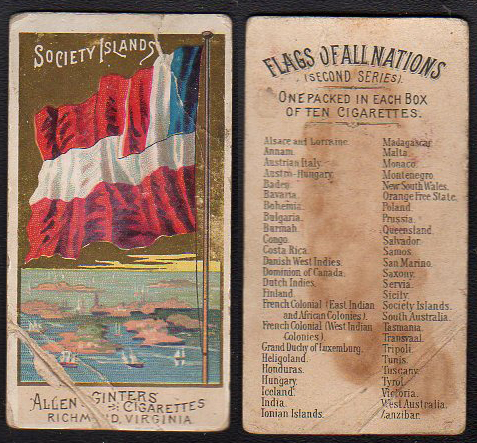 SOCIETY ISLANDS
ALLEN GINTERS
CIGARETTES
RICHMOND, VIRGINIA
FLAGS OF ALL NATIONS
(SECOND SERIES).
ONE PACKED IN EACH BOX
OF TEN CIGARETTES.
Alsace and Lorraine.
Annam.
Austrian Italy.
Austro-Hungary.
Baden.
Bavaria.
Bohemia.
Bulgaria.
Burmah.
Congo.
Costa Rica.
Danish West Indies.
Dominion of Canada.
Dutch Indies.
Finland.
French Colonial (East Indian
and African Colonies).
French Colonial (West Indian
Colonies).
Grand Duchy of Luxemburg.
Heligoland.
Honduras.
Hungary.
Iceland.
India.
Ionian Islands.
Madagascar.
Malta.
Monaco.
Montenegro.
New South Wales.
Orange Free State.
Poland.
Prussia.
Queensland.
Salvador.
Samos.
San Marino.
Saxony.
Servia.
Sicily.
Society Islands.
South Australia.
Tasmania.
Transvaal.
Tripoli.
Tunis.
Tuscany.
Tyrol.
Victoria.
West Australia.
Zanzibar.